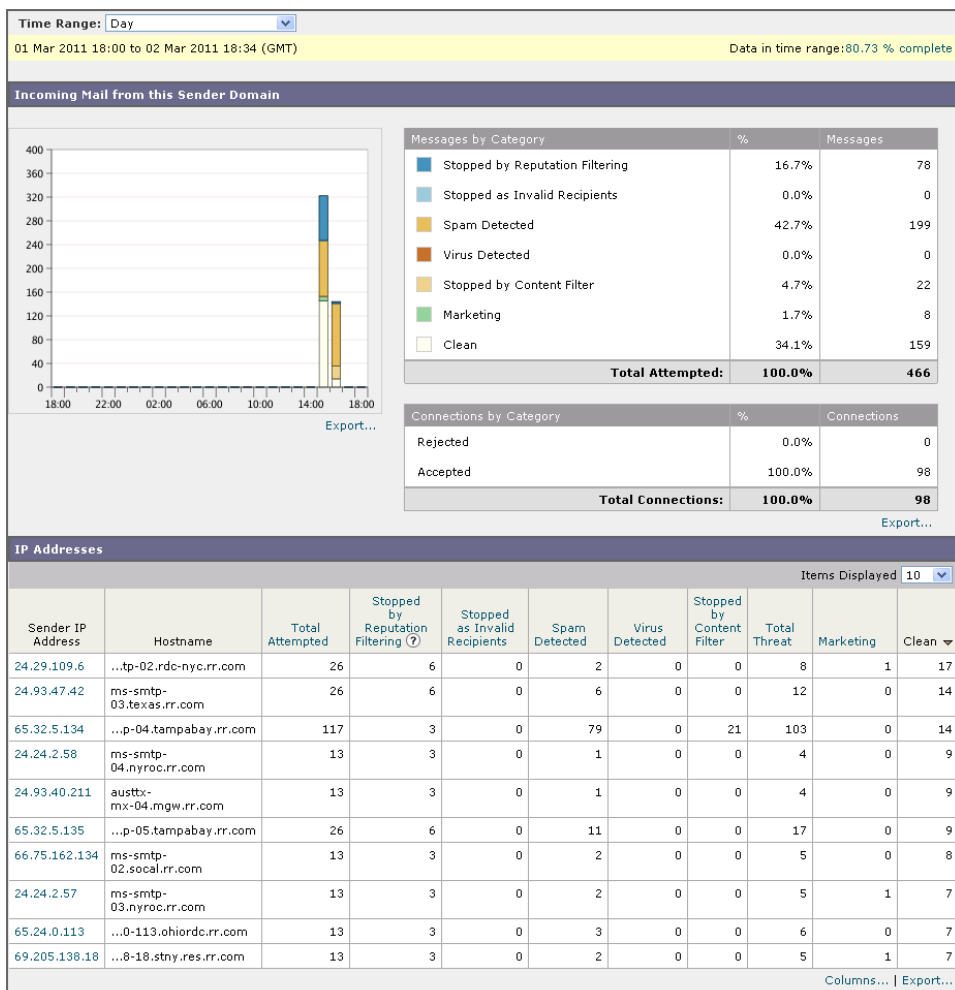 Time Range: Day
01 Mar 2011 18:00 to 02 Mar 2011 18:34 (GMT) Data in time range:80.73 % complete
Incoming Mail from this Sender Domain
400
360
320
280
240
200
160
120
80
40
0
18:00 22:00 02:00 06:00 10:00 14:00 18:00
Export...
Messages by Category % Messages
Stopped by Reputation Filtering 16.7% 78
Stopped as Invalid Recipients 0.0% 0
Spam Detected 42.7% 199
Virus Detected 0.0% 0
Stopped by Content Filter 4.7% 22
Marketing 1.7% 8
Clean 34.1% 159
Total Attempted: 100.0% 466
Connections by Category % Connections
Rejected 0.0% 0
Accepted 100.0% 98
Total Connections: 100.0% 98
Export...
IP Addresses
Items Displayed 10
Sender IP Address Hostname Total Attempted Stopped by Reputation Filtering ? Stopped as Invalid Recipients Spam Detected Virus Detected Stopped by Content Filter Total Threat Marketing Clean
24.29.109.6 ...tp-02.rdc-nyc.rr.com 26 6 0 2 0 0 8 1 17
24.93.47.42 ms-smtp-03.texas.rr.com 26 6 0 6 0 0 12 0 14
65.32.5.134 ...p-04.tampabay.rr.com 117 3 0 79 0 21 103 0 14
24.24.2.58 ms-smtp-04.nyroc.rr.com 13 3 0 1 0 0 4 0 9
24.93.40.211 austtx-mx-04.mgw.rr.com 13 3 0 1 0 0 4 0 9
65.32.5.135 ...p-05.tampabay.rr.com 26 6 0 11 0 0 17 0 9
66.75.162.134 ms-smtp-02.socal.rr.com 13 3 0 2 0 0 5 0 8
24.24.2.57 ms-smtp-03.nyroc.rr.com 13 3 0 2 0 0 5 1 7
65.24.0.113 ...0-113.ohiordc.rr.com 13 3 0 3 0 0 6 0 7
69.205.138.18 ...8-18.stny.res.rr.com 13 3 0 2 0 0 5 1 7
Columns... | Export...